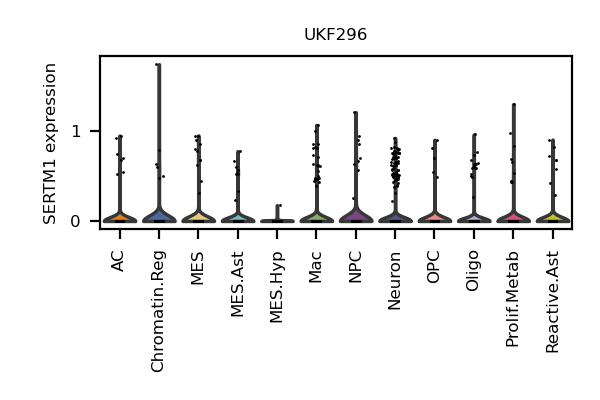 UKF296
SERTM1 expression
1
0
AC
Chromatin.Reg
MES
MES.Ast
MES.Hyp
Mac
NPC
Neuron
OPC
Oligo
Prolif.Metab
Reactive.Ast